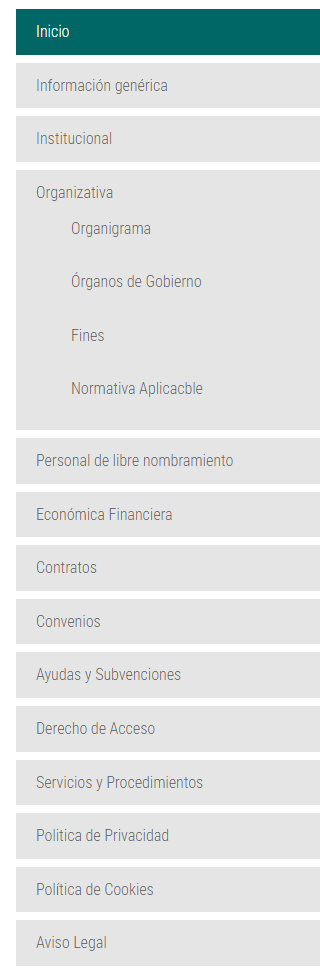 Inicio
Información genérica
Institucional
Organizativa
Organigrama
Órganos de Gobierno
Fines
Normativa Aplicacble
Personal de libre nombramiento
Económica Financiera
Contratos
Convenios
Ayudas y Subvenciones
Derecho de Acceso
Servicios y Procedimientos
Politica de Privacidad
Política de Cookies
Aviso Legal